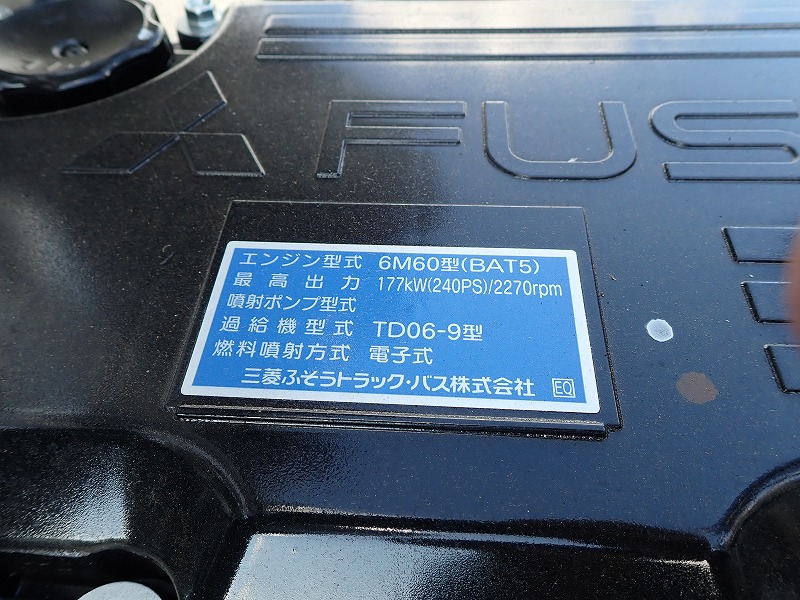 FUS
エンジン型式 6M60型(BAT5)
最高出力 177kW(240PS)/2270rpm
噴射ポンプ型式
過給機型式 TD06-9型
燃料噴射方式 電子式
三菱ふそうトラック・バス株式会社 EQ